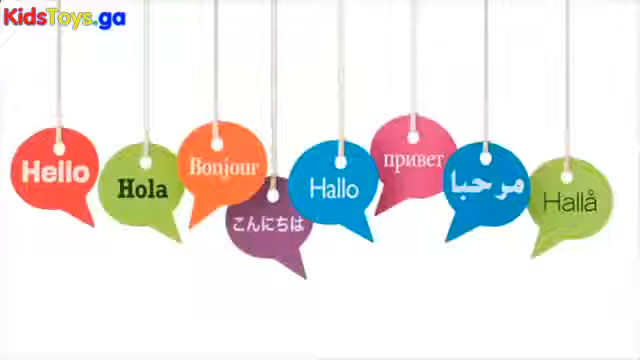 KidsToys.ga
Hello
Hola
Bonjour
こんにちは
Hallo
привет
مرحبا
Hallå